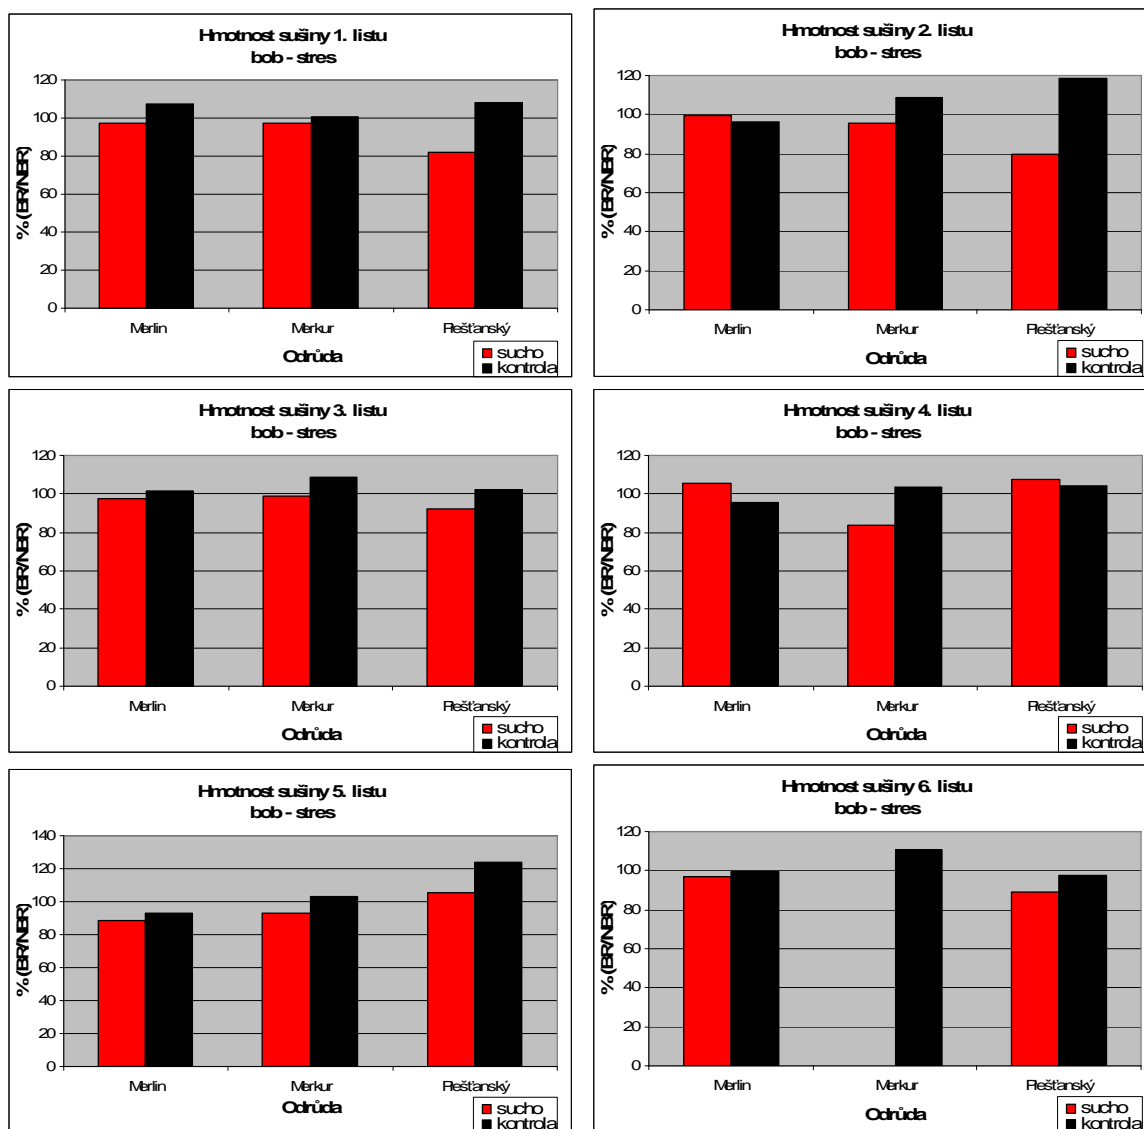 Hmotnost sušiny 1. listu
bob - stres
% (BR/NBR)
120
100
80
60
40
20
0
Merlin Merkur Piešťanský
Odrůda
sucho
kontrola
Hmotnost sušiny 2. listu
bob - stres
% (BR/NBR)
120
100
80
60
40
20
0
Merlin Merkur Piešťanský
Odrůda
sucho
kontrola
Hmotnost sušiny 3. listu
bob - stres
% (BR/NBR)
120
100
80
60
40
20
0
Merlin Merkur Piešťanský
Odrůda
sucho
kontrola
Hmotnost sušiny 4. listu
bob - stres
% (BR/NBR)
120
100
80
60
40
20
0
Merlin Merkur Piešťanský
Odrůda
sucho
kontrola
Hmotnost sušiny 5. listu
bob - stres
% (BR/NBR)
140
120
100
80
60
40
20
0
Merlin Merkur Piešťanský
Odrůda
sucho
kontrola
Hmotnost sušiny 6. listu
bob - stres
% (BR/NBR)
120
100
80
60
40
20
0
Merlin Merkur Piešťanský
Odrůda
sucho
kontrola